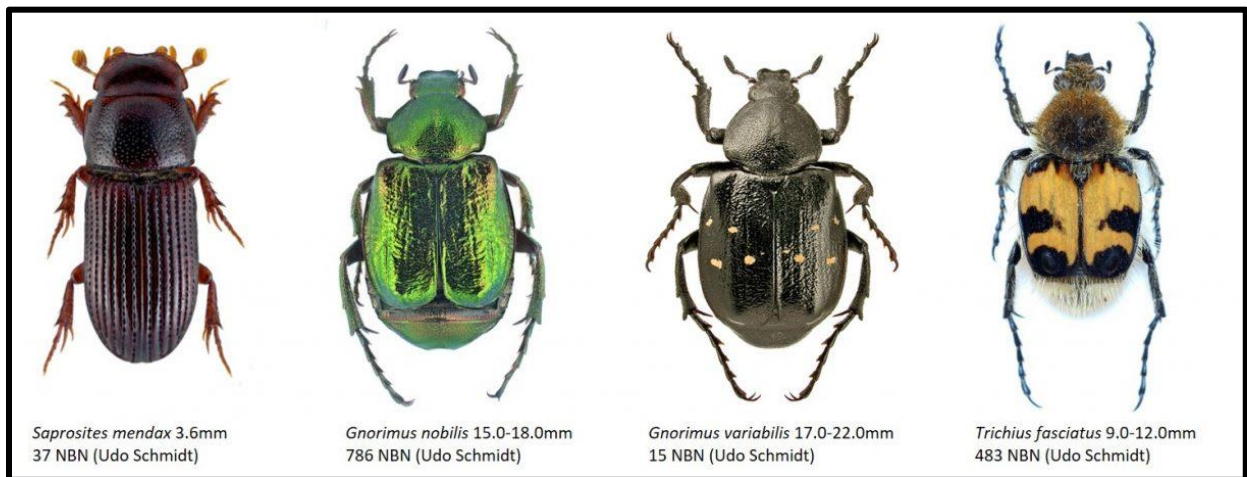 Saprosites mendax 3.6mm
37 NBN (Udo Schmidt)
Gnorimus nobilis 15.0-18.0mm
786 NBN (Udo Schmidt)
Gnorimus variabilis 17.0-22.0mm
15 NBN (Udo Schmidt)
Trichius fasciatus 9.0-12.0mm
483 NBN (Udo Schmidt)